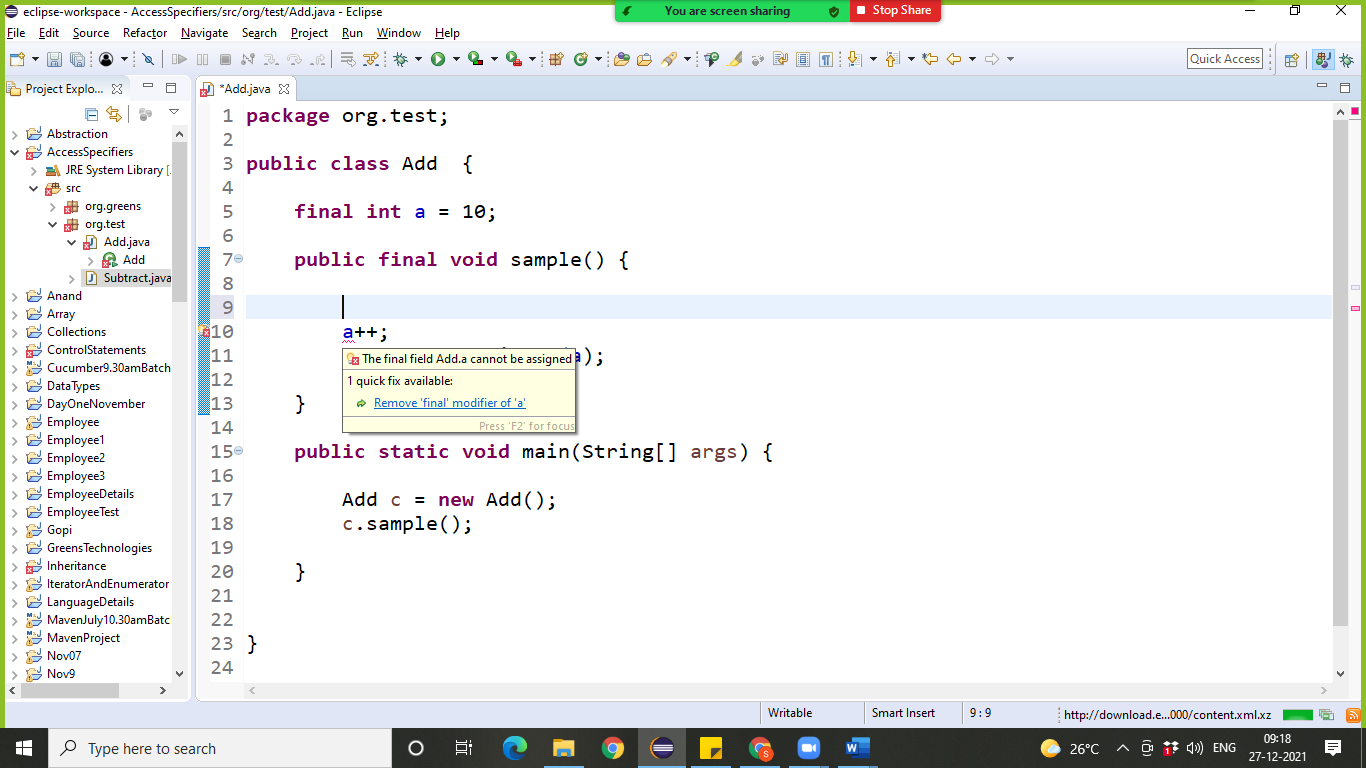 eclipse-workspace - AccessSpecifiers/src/org/test/Add.java - Eclipse
You are screen sharing
Stop Share
File Edit Source Refactor Navigate Search Project Run Window Help
Quick Access
Project Explo...
Abstraction
AccessSpecifiers
JRE System Library [
src
org.greens
org.test
Add.java
Add
Subtract.java
Anand
Array
Collections
ControlStatements
Cucumber9.30amBatch
DataTypes
DayOneNovember
Employee
Employee1
Employee2
Employee3
EmployeeDetails
EmployeeTest
Gopi
GreensTechnologies
Inheritance
IteratorAndEnumerator
LanguageDetails
MavenJuly10.30amBatc
MavenProject
Nov07
Nov9
*Add.java
1 package org.test;
2
3 public class Add {
4
5 final int a = 10;
6
7 public final void sample() {
8
9
10 a++;
11 a);
12
13 }
14
15 public static void main(String[] args) {
16
17 Add c = new Add();
18 c.sample();
19
20 }
21
22
23 }
24
The final field Add.a cannot be assigned
1 quick fix available:
Remove 'final' modifier of 'a'
Press 'F2' for focus
Writable
Smart Insert
9 : 9
http://download.e...000/content.xml.xz
Type here to search
26°C
ENG
09:18
27-12-2021